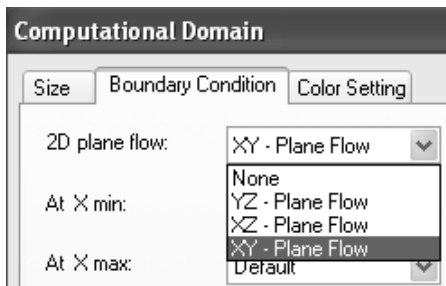 Computational Domain
Size Boundary Condition Color Setting
2D plane flow: XY - Plane Flow
None
At X min: YZ - Plane Flow
XZ - Plane Flow
XY - Plane Flow
At X max: Default